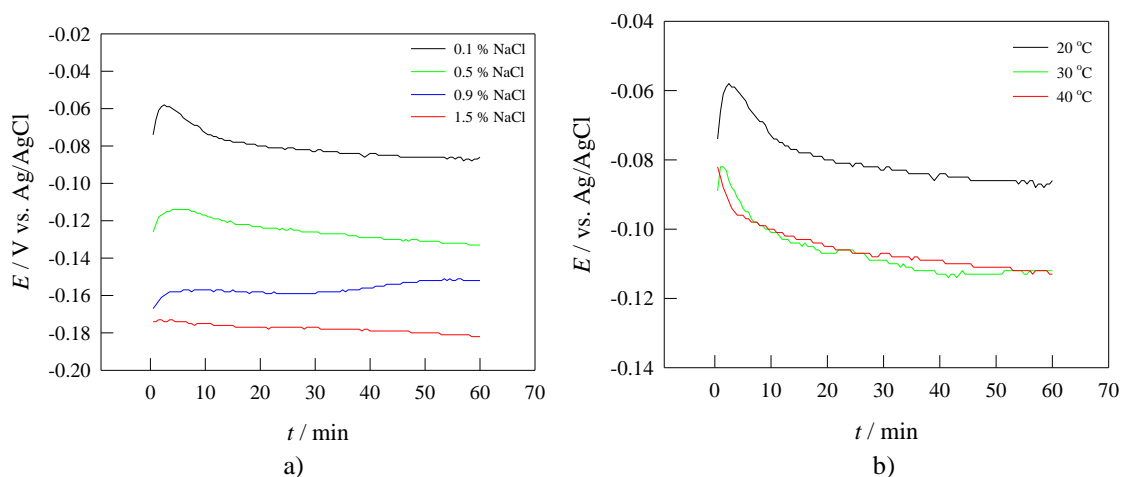 -0.02
-0.04
-0.06
-0.08
-0.10
-0.12
-0.14
-0.16
-0.18
-0.20
E / V vs. Ag/AgCl
0.1 % NaCl
0.5 % NaCl
0.9 % NaCl
1.5 % NaCl
0 10 20 30 40 50 60 70
t / min
a)
-0.04
-0.06
-0.08
-0.10
-0.12
-0.14
E / vs. Ag/AgCl
20 °C
30 °C
40 °C
0 10 20 30 40 50 60 70
t / min
b)